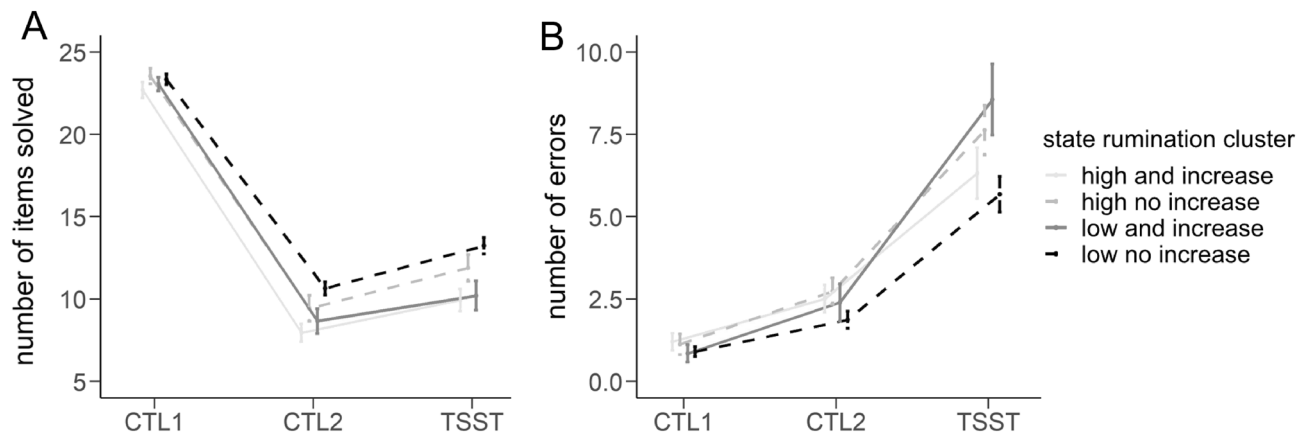 A
number of items solved
25
20
15
10
5
CTL1 CTL2 TSST
B
number of errors
10.0
7.5
5.0
2.5
0.0
CTL1 CTL2 TSST
state rumination cluster
high and increase
high no increase
low and increase
low no increase